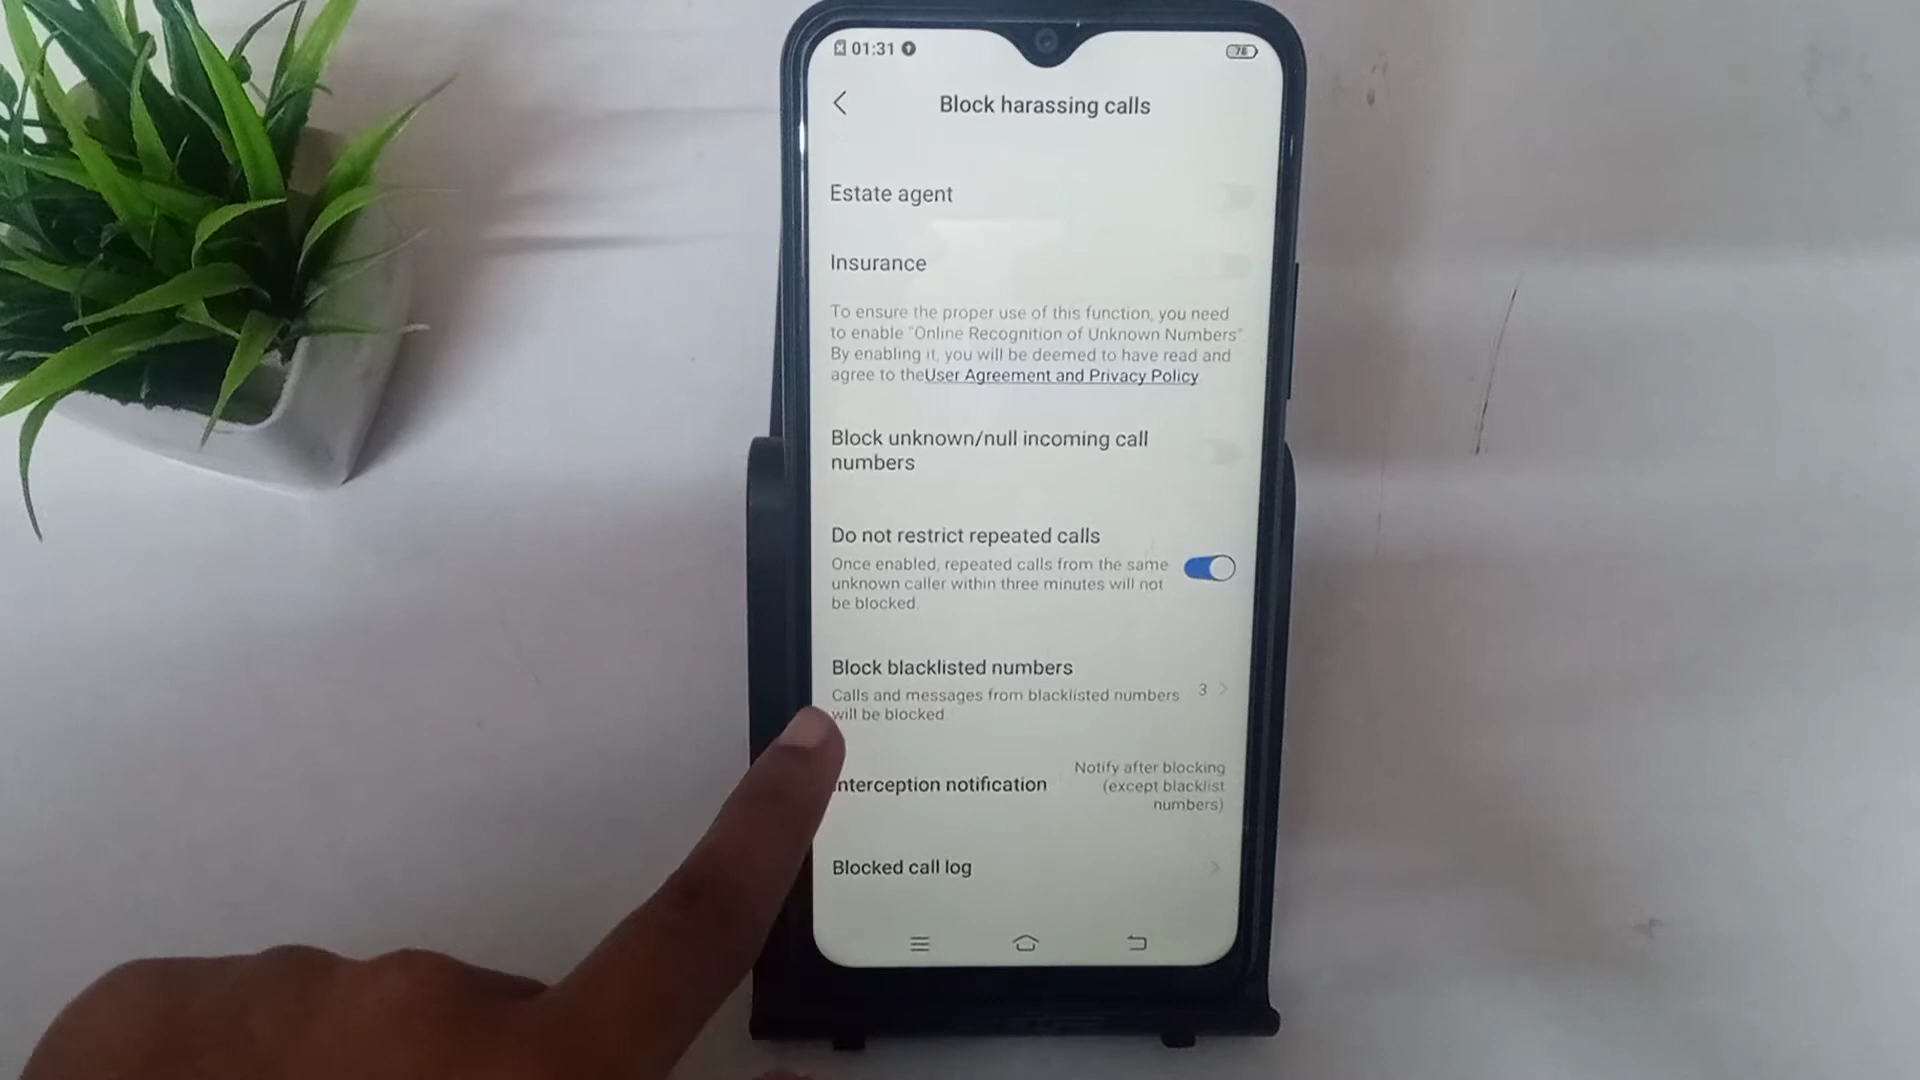 01:31
78
Block harassing calls
Estate agent
Insurance
To ensure the proper use of this function, you need
to enable "Online Recognition of Unknown Numbers"
By enabling it, you will be deemed to have read and
agree to theUser Agreement and Privacy Policy
Block unknown/null incoming call
numbers
Do not restrict repeated calls
Once enabled, repeated calls from the same
unknown caller within three minutes will not
be blocked.
Block blacklisted numbers
Calls and messages from blacklisted numbers
will be blocked.
3
Interception notification
Notify after blocking
(except blacklist
numbers)
Blocked call log